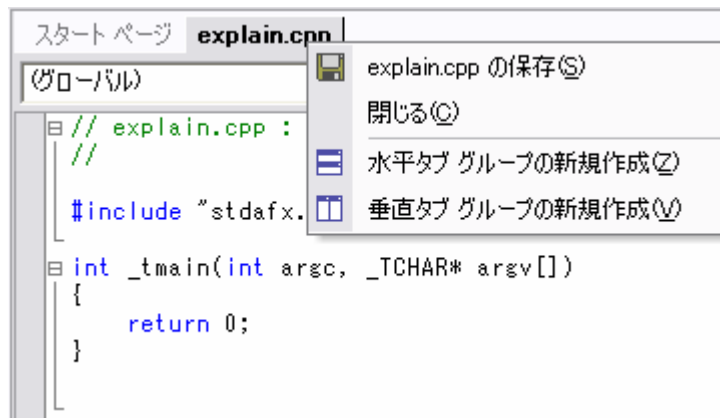 スタート ページ explain.cpp
explain.cpp の保存(S)
閉じる(C)
水平タブ グループの新規作成(Z)
垂直タブ グループの新規作成(V)
(グローバル)
// explain.cpp :
//
#include "stdafx.
int _tmain(int argc, _TCHAR* argv[])
{
return 0;
}